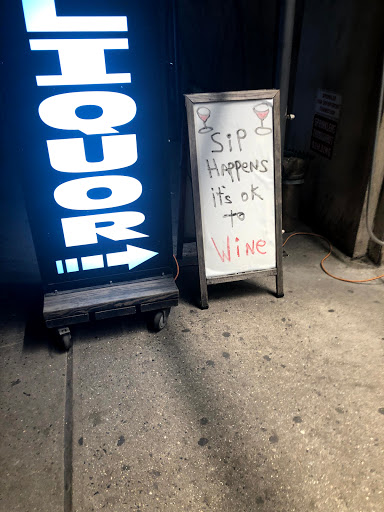 LIQUOR
SIP
HAPPENS
it's OK
to
WINE